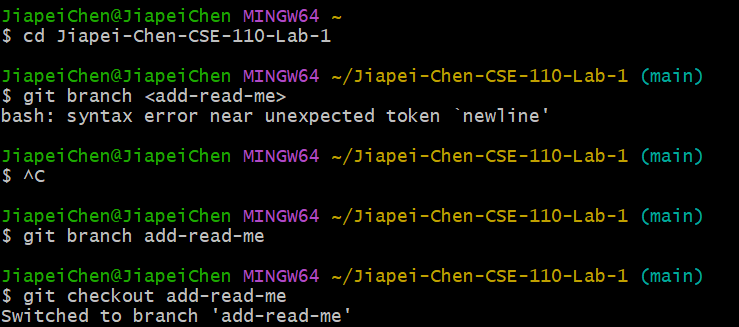 JiapeiChen@JiapeiChen MINGW64 ~
$ cd Jiapei-Chen-CSE-110-Lab-1
JiapeiChen@JiapeiChen MINGW64 ~/Jiapei-Chen-CSE-110-Lab-1 (main)
$ git branch <add-read-me>
bash: syntax error near unexpected token `newline'
JiapeiChen@JiapeiChen MINGW64 ~/Jiapei-Chen-CSE-110-Lab-1 (main)
$ ^C
JiapeiChen@JiapeiChen MINGW64 ~/Jiapei-Chen-CSE-110-Lab-1 (main)
$ git branch add-read-me
JiapeiChen@JiapeiChen MINGW64 ~/Jiapei-Chen-CSE-110-Lab-1 (main)
$ git checkout add-read-me
Switched to branch 'add-read-me'